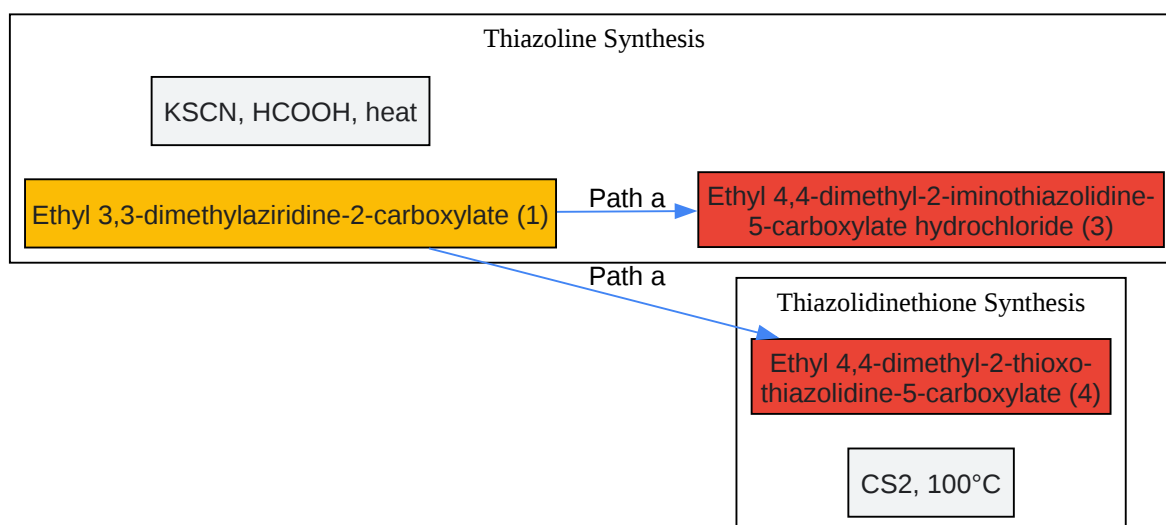 Thiazoline Synthesis
KSCN, HCOOH, heat
Ethyl 3,3-dimethylaziridine-2-carboxylate (1)
Path a
Ethyl 4,4-dimethyl-2-iminothiazolidine-
5-carboxylate hydrochloride (3)
Path a
Thiazolidinethione Synthesis
Ethyl 4,4-dimethyl-2-thioxo-
thiazolidine-5-carboxylate (4)
CS2, 100°C